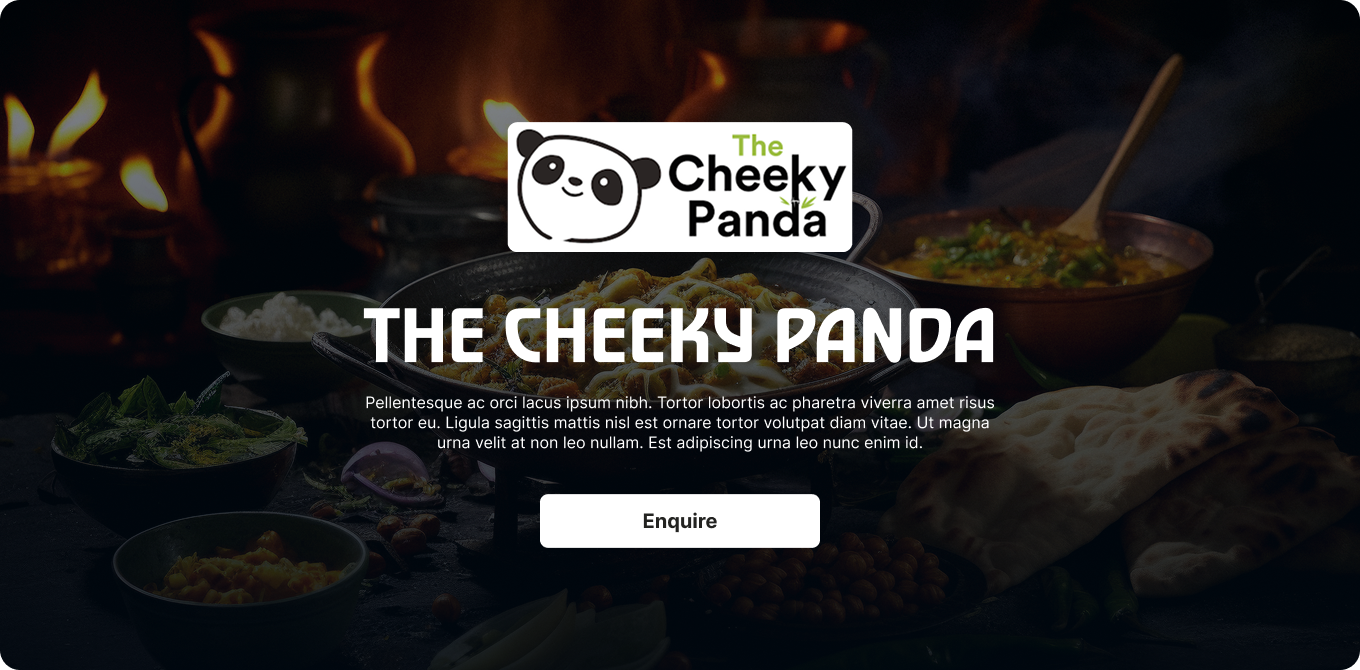 The
Cheeky
Panda
THE CHEEKY PANDA
Pellentesque ac orci lacus ipsum nibh. Tortor lobortis ac pharetra viverra amet risus
tortor eu. Ligula sagittis mattis nisl est ornare tortor volutpat diam vitae. Ut magna
urna velit at non leo nullam. Est adipiscing urna leo nunc enim id.
Enquire